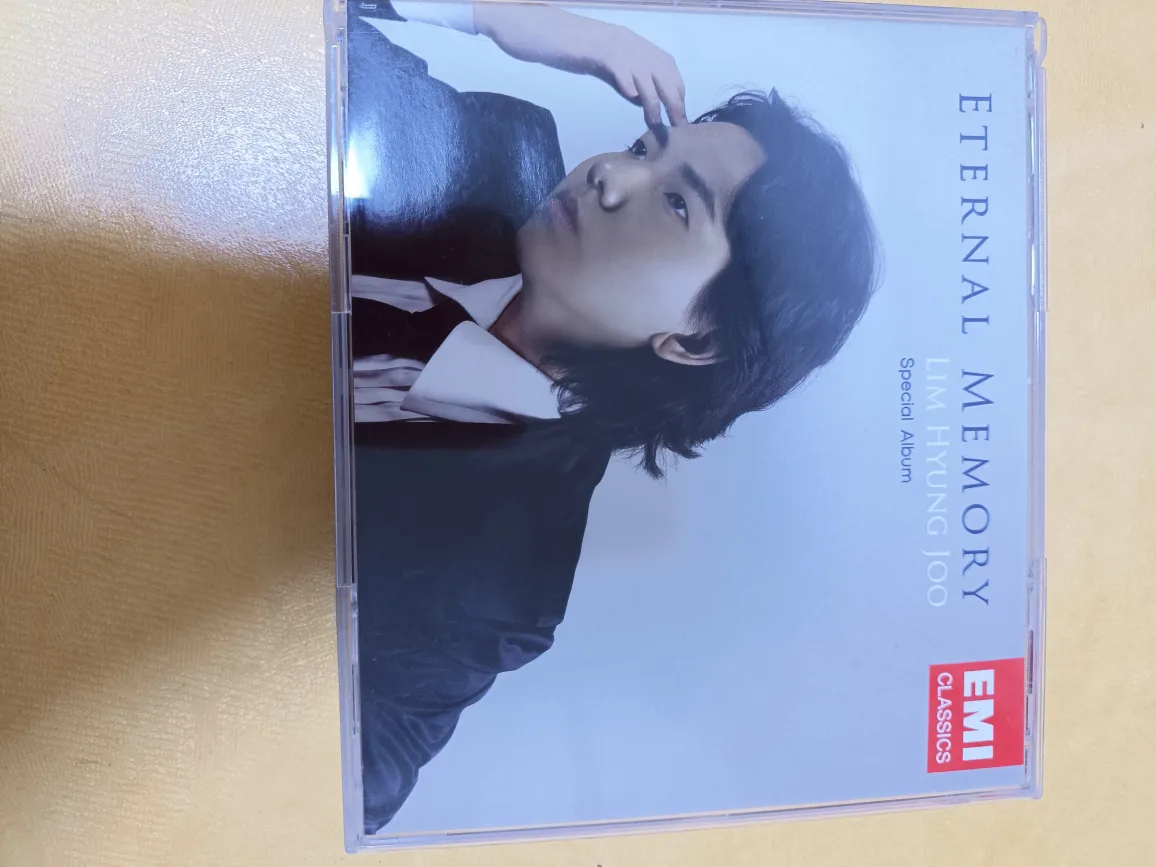 ETERNAL MEMORY
LIM HYUNG JOO
Special Album
EMI
CLASSICS